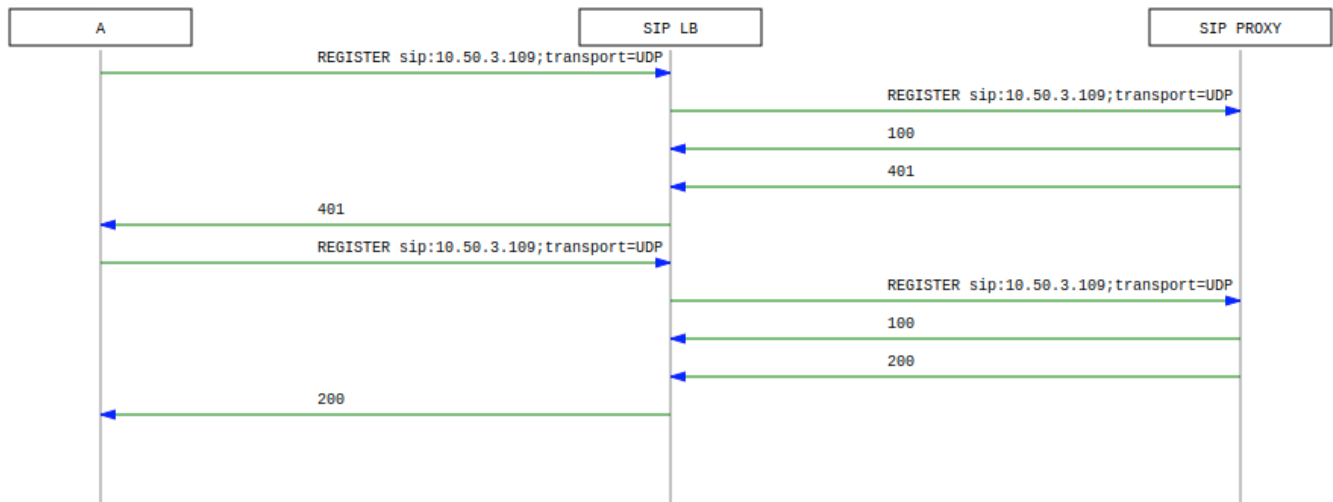 A
SIP LB
SIP PROXY
REGISTER sip:10.50.3.109;transport=UDP
REGISTER sip:10.50.3.109;transport=UDP
100
401
401
REGISTER sip:10.50.3.109;transport=UDP
REGISTER sip:10.50.3.109;transport=UDP
100
200
200